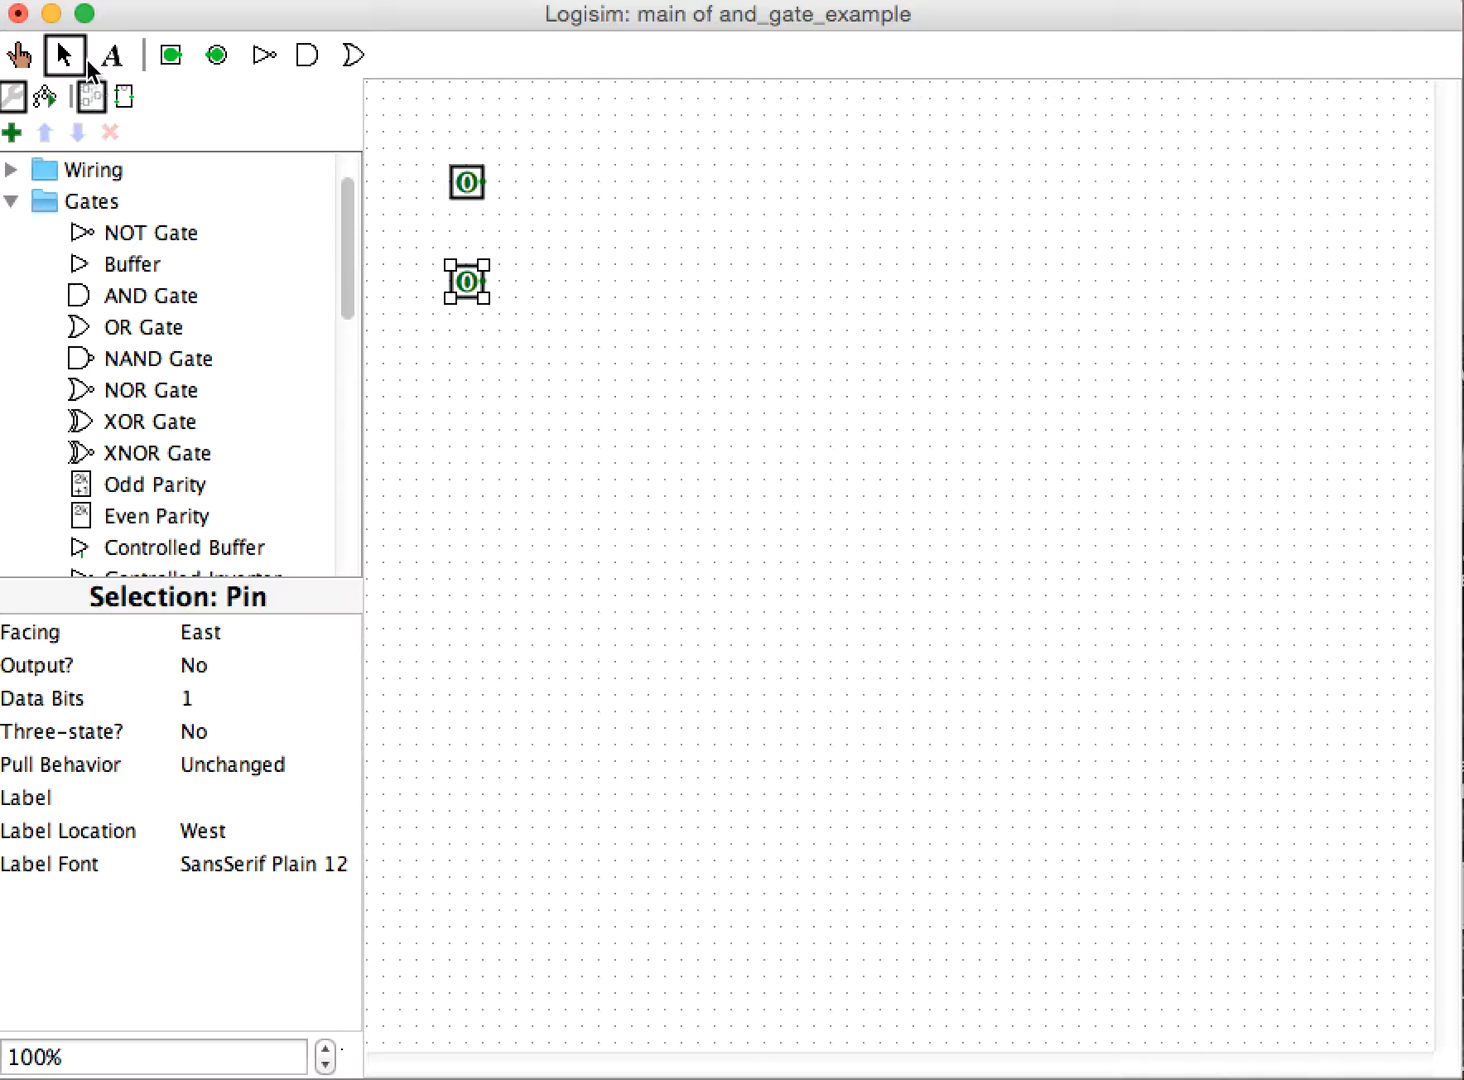 Logisim: main of and_gate_example
A
Wiring
Gates
NOT Gate
Buffer
AND Gate
OR Gate
NAND Gate
NOR Gate
XOR Gate
XNOR Gate
Odd Parity
Even Parity
Controlled Buffer
0
0
Selection: Pin
Facing East
Output? No
Data Bits 1
Three-state? No
Pull Behavior Unchanged
Label
Label Location West
Label Font SansSerif Plain 12
100%